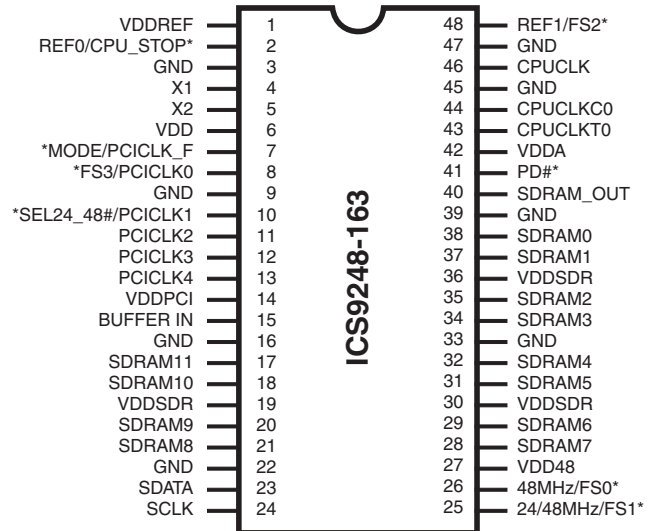 VDDREF 1 48 REF1/FS2*
REF0/CPU_STOP* 2 47 GND
GND 3 46 CPUCLK
X1 4 45 GND
X2 5 44 CPUCLKC0
VDD 6 43 CPUCLKT0
*MODE/PCICLK_F 7 42 VDDA
*FS3/PCICLK0 8 41 PD#*
GND 9 40 SDRAM_OUT
*SEL24_48#/PCICLK1 10 39 GND
PCICLK2 11 38 SDRAM0
PCICLK3 12 37 SDRAM1
PCICLK4 13 36 VDDSDR
VDDPCI 14 35 SDRAM2
BUFFER IN 15 34 SDRAM3
GND 16 33 GND
SDRAM11 17 32 SDRAM4
SDRAM10 18 31 SDRAM5
VDDSDR 19 30 VDDSDR
SDRAM9 20 29 SDRAM6
SDRAM8 21 28 SDRAM7
GND 22 27 VDD48
SDATA 23 26 48MHz/FS0*
SCLK 24 25 24/48MHz/FS1*
ICS9248-163